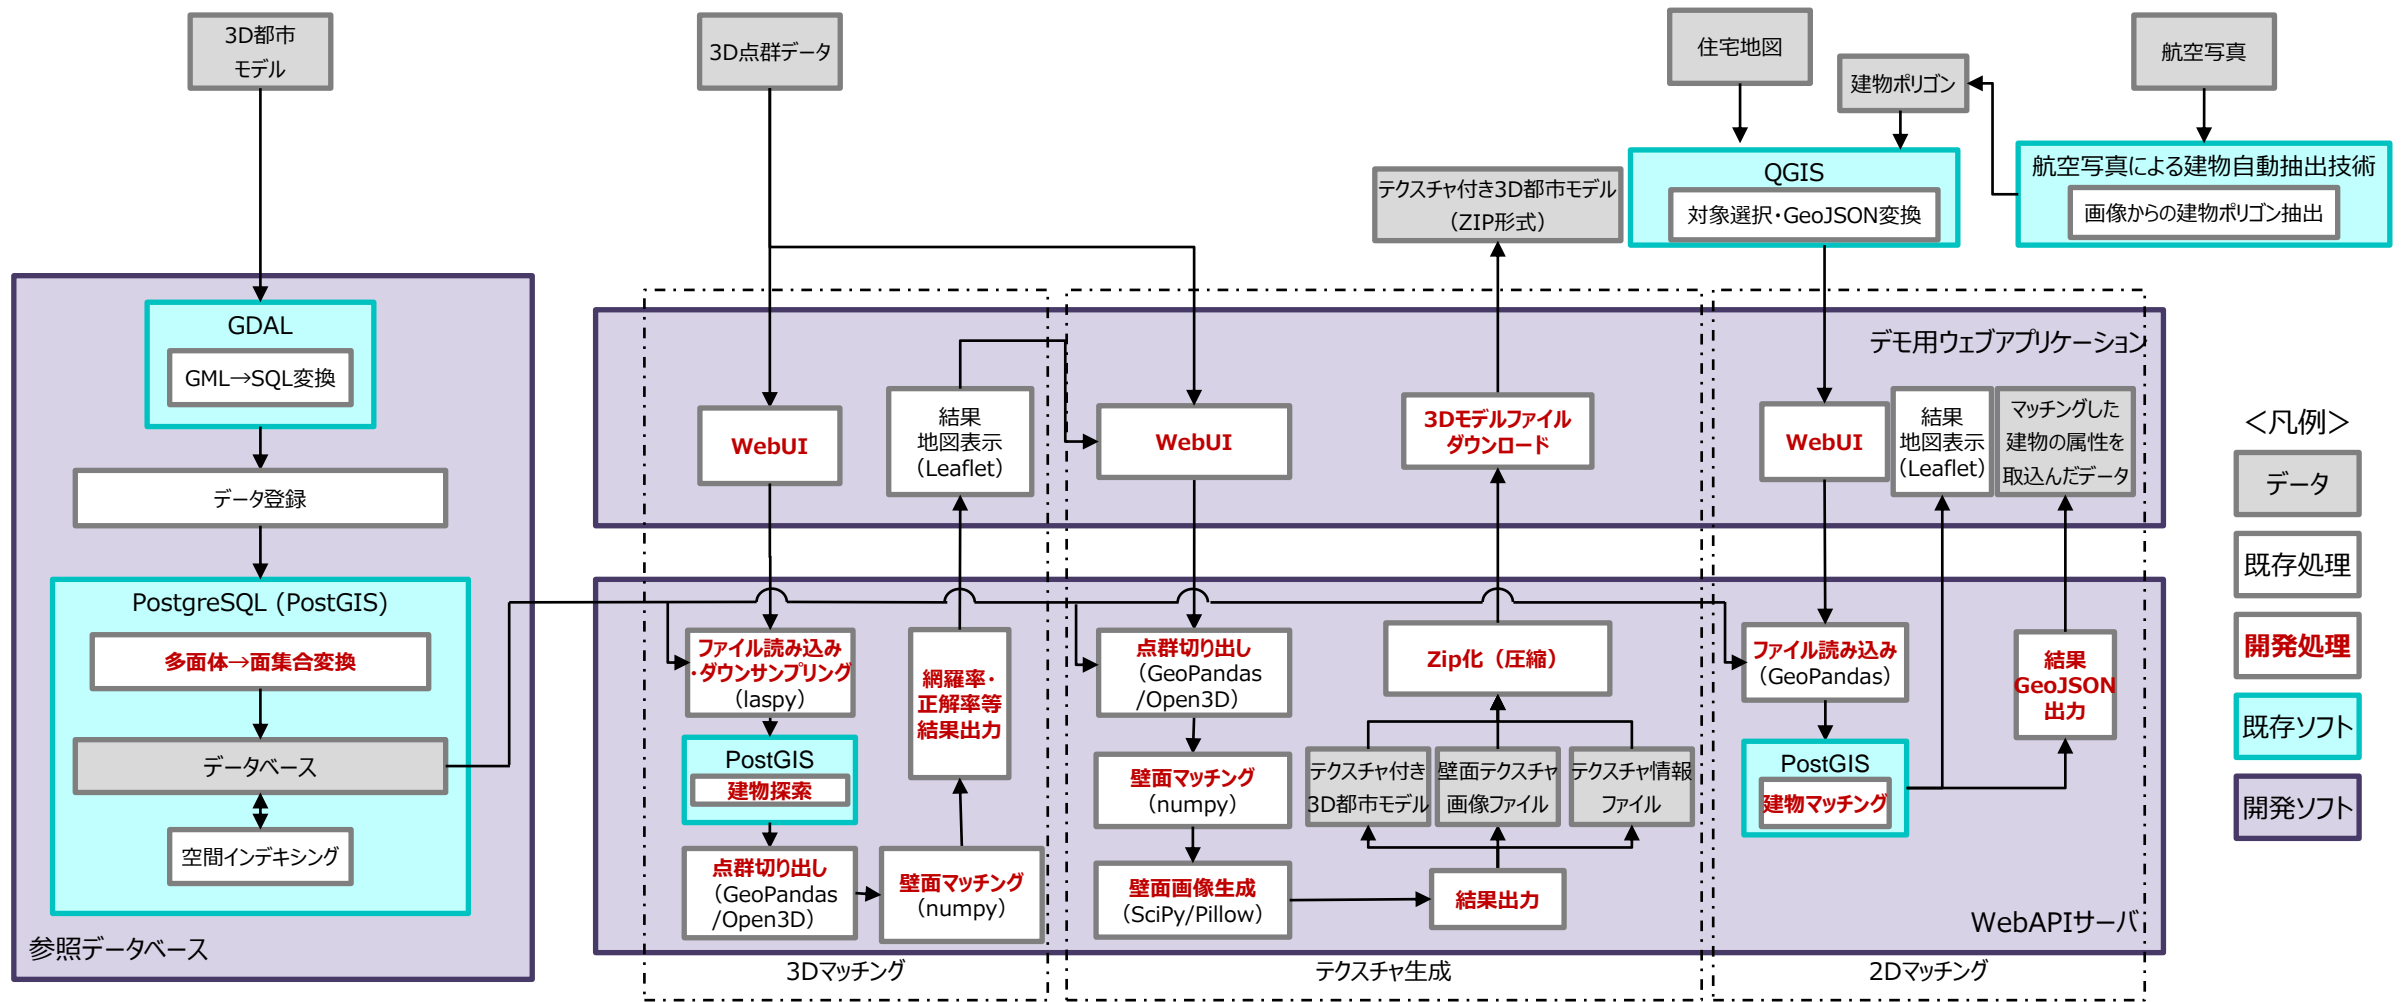 3D都市
モデル
3D点群データ
住宅地図
建物ポリゴン
航空写真
テクスチャ付き3D都市モデル
（ZIP形式）
QGIS
対象選択・GeoJSON変換
航空写真による建物自動抽出技術
画像からの建物ポリゴン抽出
GDAL
GML→SQL変換
データ登録
PostgreSQL (PostGIS)
多面体→面集合変換
データベース
空間インデキシング
参照データベース
デモ用ウェブアプリケーション
WebUI
結果
地図表示
（Leaflet）
WebUI
3Dモデルファイル
ダウンロード
WebUI
結果
地図表示
（Leaflet）
マッチングした
建物の属性を
取込んだデータ
ファイル読み込み
・ダウンサンプリング
（laspy）
PostGIS
建物探索
点群切り出し
（GeoPandas
/Open3D）
壁面マッチング
（numpy）
網羅率・
正解率等
結果出力
点群切り出し
（GeoPandas
/Open3D）
壁面マッチング
（numpy）
壁面画像生成
（SciPy/Pillow）
結果出力
テクスチャ付き
3D都市モデル
壁面テクスチャ
画像ファイル
テクスチャ情報
ファイル
Zip化（圧縮）
ファイル読み込み
（GeoPandas）
PostGIS
建物マッチング
結果
GeoJSON
出力
WebAPIサーバ
3Dマッチング
テクスチャ生成
2Dマッチング
＜凡例＞
データ
既存処理
開発処理
既存ソフト
開発ソフト